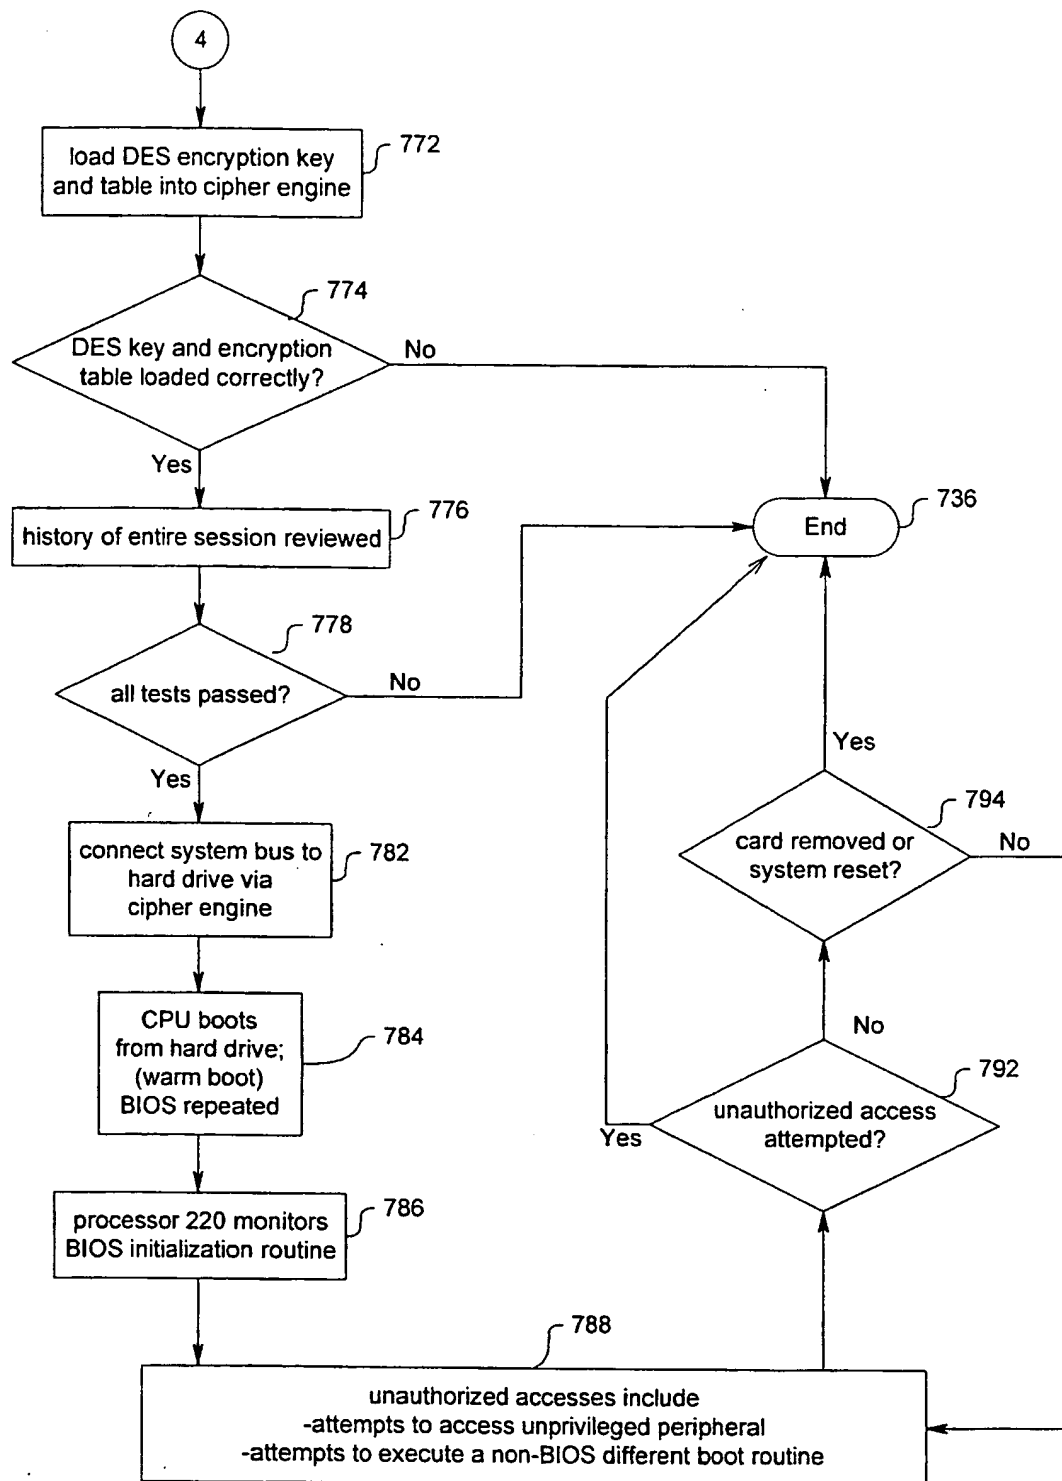 4
load DES encryption key
and table into cipher engine
772
774
DES key and encryption
table loaded correctly?
No
Yes
history of entire session reviewed
776
End
736
778
all tests passed?
No
Yes
connect system bus to
hard drive via
cipher engine
782
Yes
794
card removed or
system reset?
No
CPU boots
from hard drive;
(warm boot)
BIOS repeated
784
No
792
unauthorized access
attempted?
Yes
processor 220 monitors
BIOS initialization routine
786
788
unauthorized accesses include
-attempts to access unprivileged peripheral
-attempts to execute a non-BIOS different boot routine